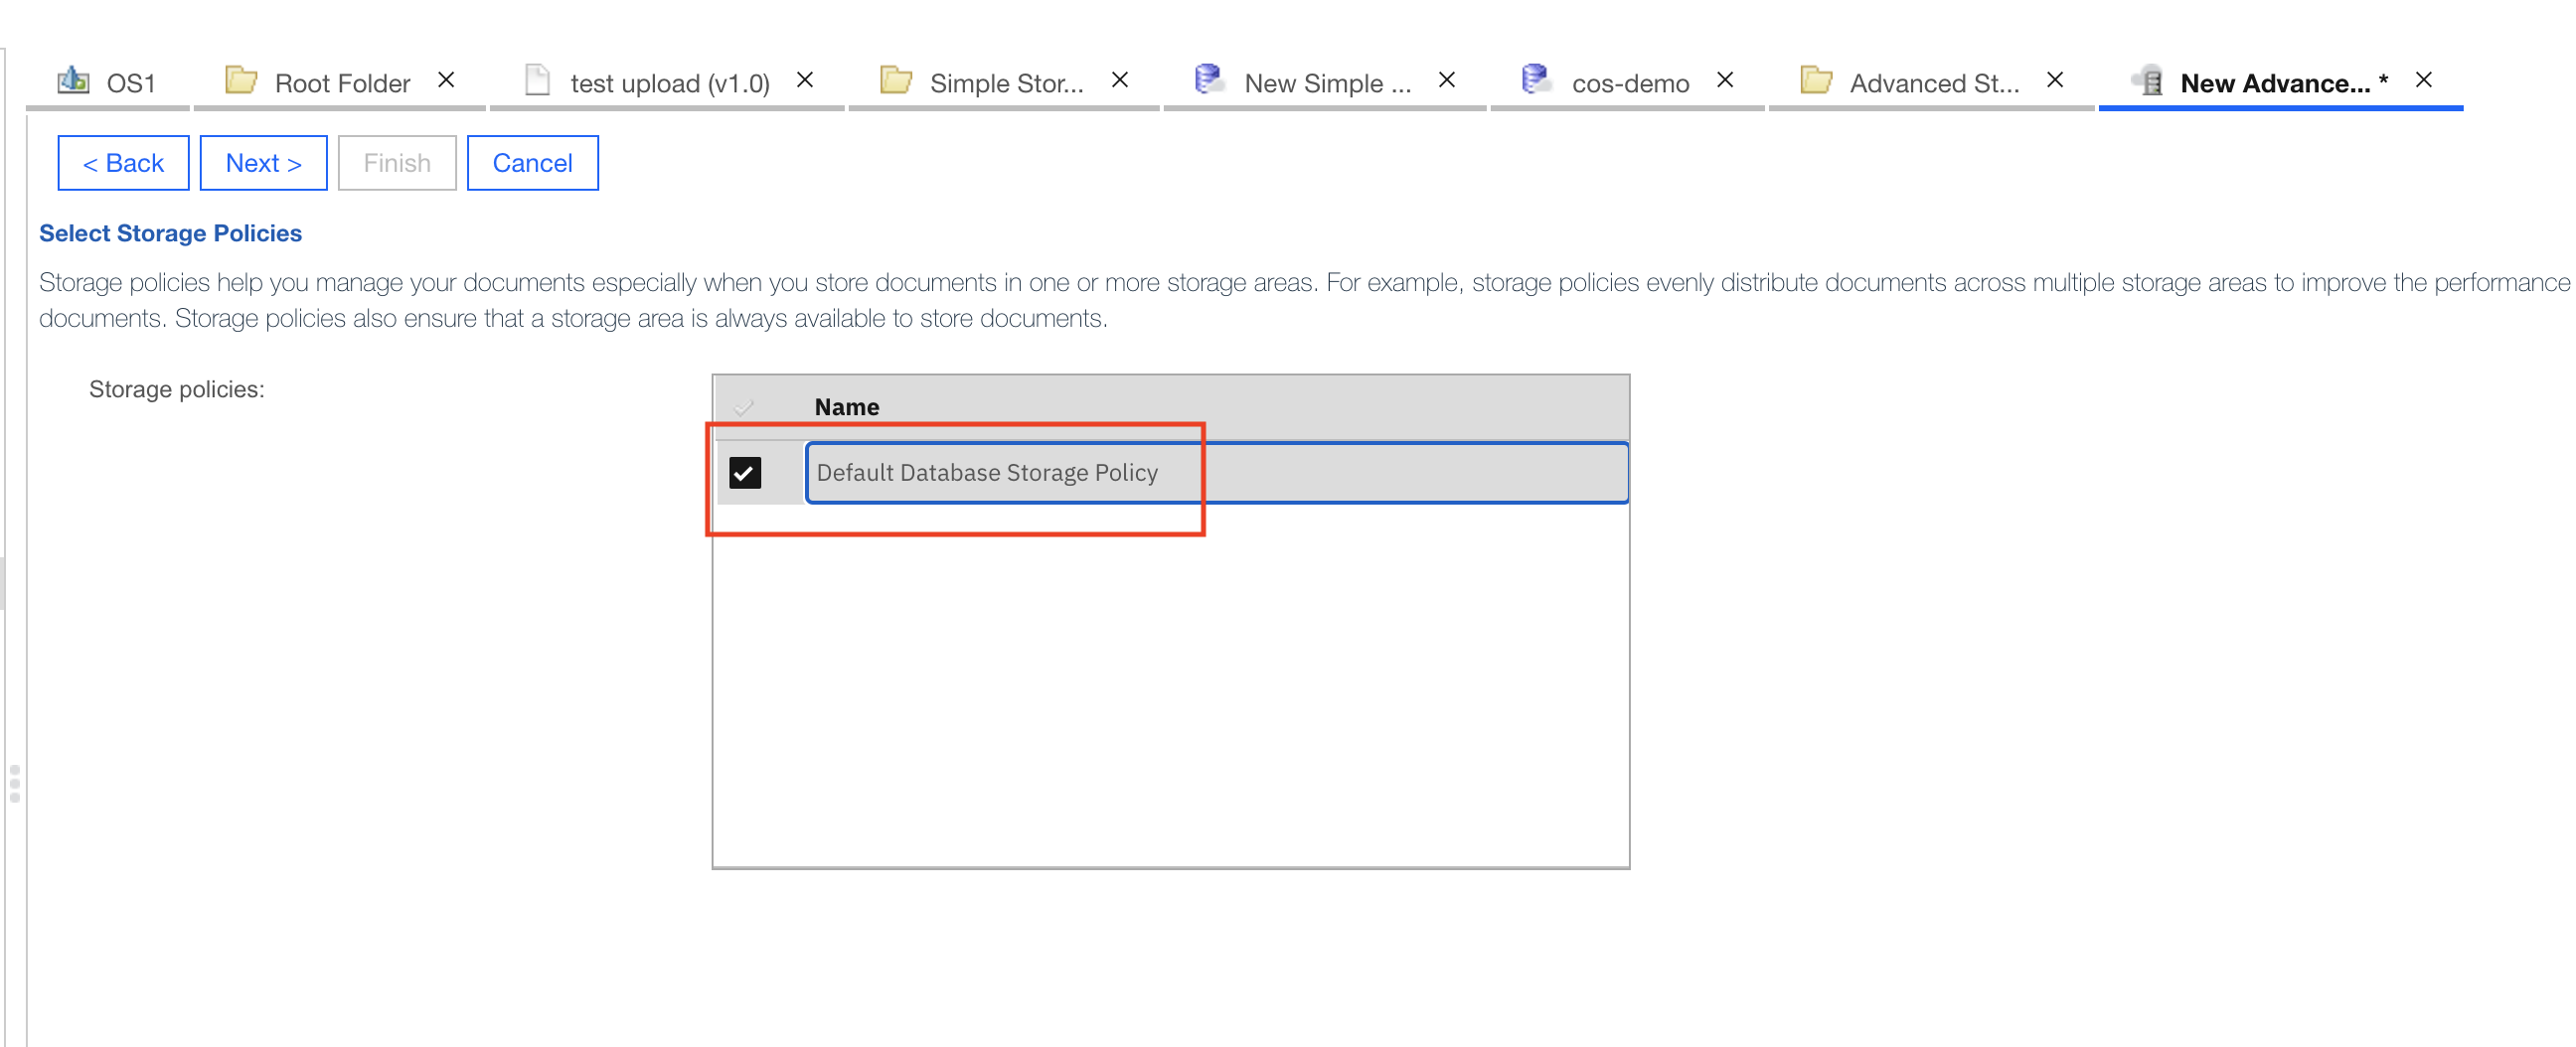 OS1
Root Folder
test upload (v1.0)
Simple Stor...
New Simple ...
cos-demo
Advanced St...
New Advance... *
< Back
Next >
Finish
Cancel
Select Storage Policies
Storage policies help you manage your documents especially when you store documents in one or more storage areas. For example, storage policies evenly distribute documents across multiple storage areas to improve the performance
documents. Storage policies also ensure that a storage area is always available to store documents.
Storage policies:
Name
Default Database Storage Policy